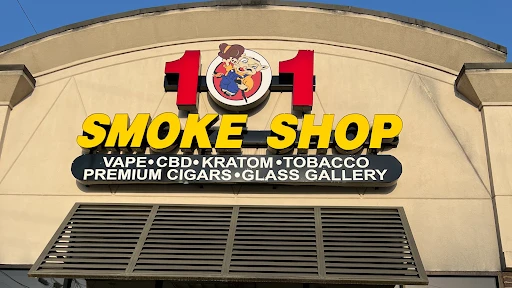 101
SMOKE SHOP
VAPE•CBD•KRATOM•TOBACCO
PREMIUM CIGARS•GLASS GALLERY